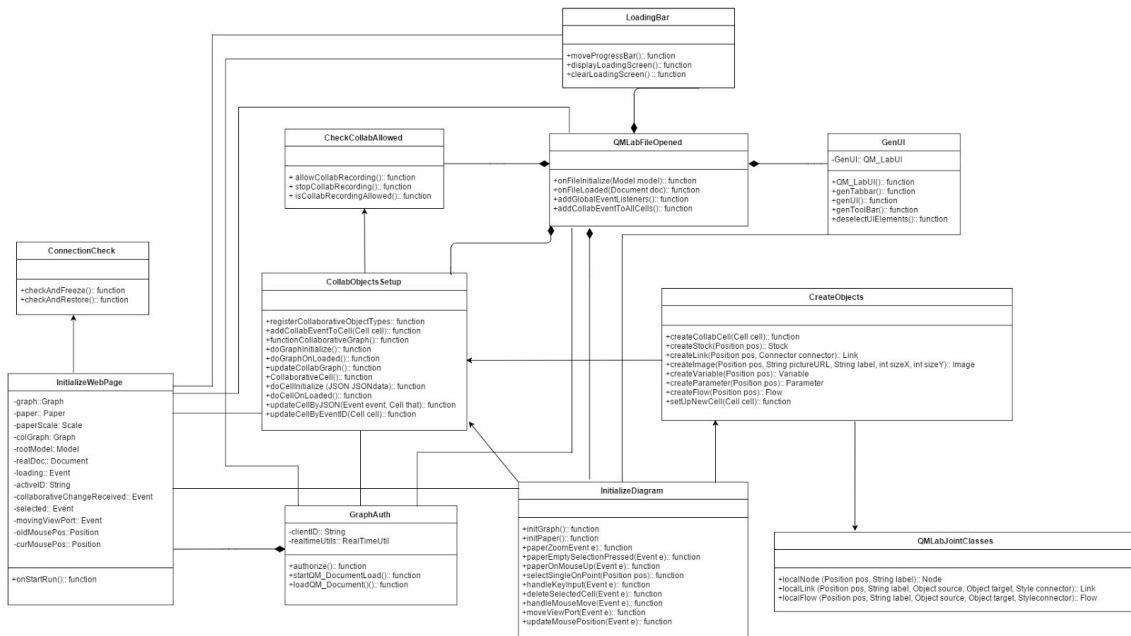 LoadingBar
+moveProgressBar():: function
+displayLoadingScreen():: function
+clearLoadingScreen() :: function
CheckCollabAllowed
+ allowCollabRecording():: function
+ stopCollabRecording():: function
+ isCollabRecordingAllowed():: function
QMLabFileOpened
+onFileInitialize(Model model):: function
+onFileLoaded(Document doc):: function
+addGlobalEventListeners():: function
+addCollabEventToAllCells():: function
GenUI
-GenUI:: QM_LabUI
+QM_LabUI():: function
+genTabbar():: function
+genUI():: function
+genToolBar():: function
+deselectUIElements():: function
ConnectionCheck
+checkAndFreeze():: function
+checkAndRestore():: function
CollabObjectsSetup
+registerCollaborativeObjectTypes:: function
+addCollabEventToCell(Cell cell):: function
+functionCollaborativeGraph():: function
+doGraphInitialize():: function
+doGraphOnLoaded():: function
+updateCollabGraph():: function
+CollaborativeCell():: function
+doCellInitialize (JSON JSONdata):: function
+doCellOnLoaded():: function
+updateCellByJSON(Event event, Cell that):: function
+updateCellByEventID(Cell cell):: function
CreateObjects
+createCollabCell(Cell cell):: function
+createStock(Position pos):: Stock
+createLink(Position pos, Connector connector):: Link
+createImage(Position pos, String pictureURL, String label, int sizeX, int sizeY):: Image
+createVariable(Position pos):: Variable
+createParameter(Position pos):: Parameter
+createFlow(Position pos):: Flow
+setUpNewCell(Cell cell):: function
InitializeWebPage
-graph::Graph
-paper:: Paper
-paperScale:: Scale
-colGraph:: Graph
-rootModel:: Model
-realDoc:: Document
-loading:: Event
-activeID:: String
-collaborativeChangeReceived:: Event
-selected:: Event
-movingViewPort:: Event
-oldMousePos::Position
-curMousePos:: Position
+onStartRun():: function
GraphAuth
-clientID:: String
-realtimeUtils:: RealTimeUtil
+authorize():: function
+startQM_DocumentLoad():: function
+loadQM_Document()():: function
InitializeDiagram
+initGraph():: function
+initPaper():: function
+paperZoomEvent e):: function
+paperEmptySelectionPressed(Event e):: function
+paperOnMouseUp(Event e):: function
+selectSingleOnPoint(Position pos):: function
+handleKeyInput(Event e):: function
+deleteSelectedCell(Event e):: function
+handleMouseMove(Event e):: function
+moveViewPort(Event e):: function
+updateMousePosition(Event e):: function
QMLabJointClasses
+localNode (Position pos, String label):: Node
+localLink (Position pos, String label, Object source, Object target, Style connector):: Link
+localFlow (Position pos, String label, Object source, Object target, Styleconnector):: Flow